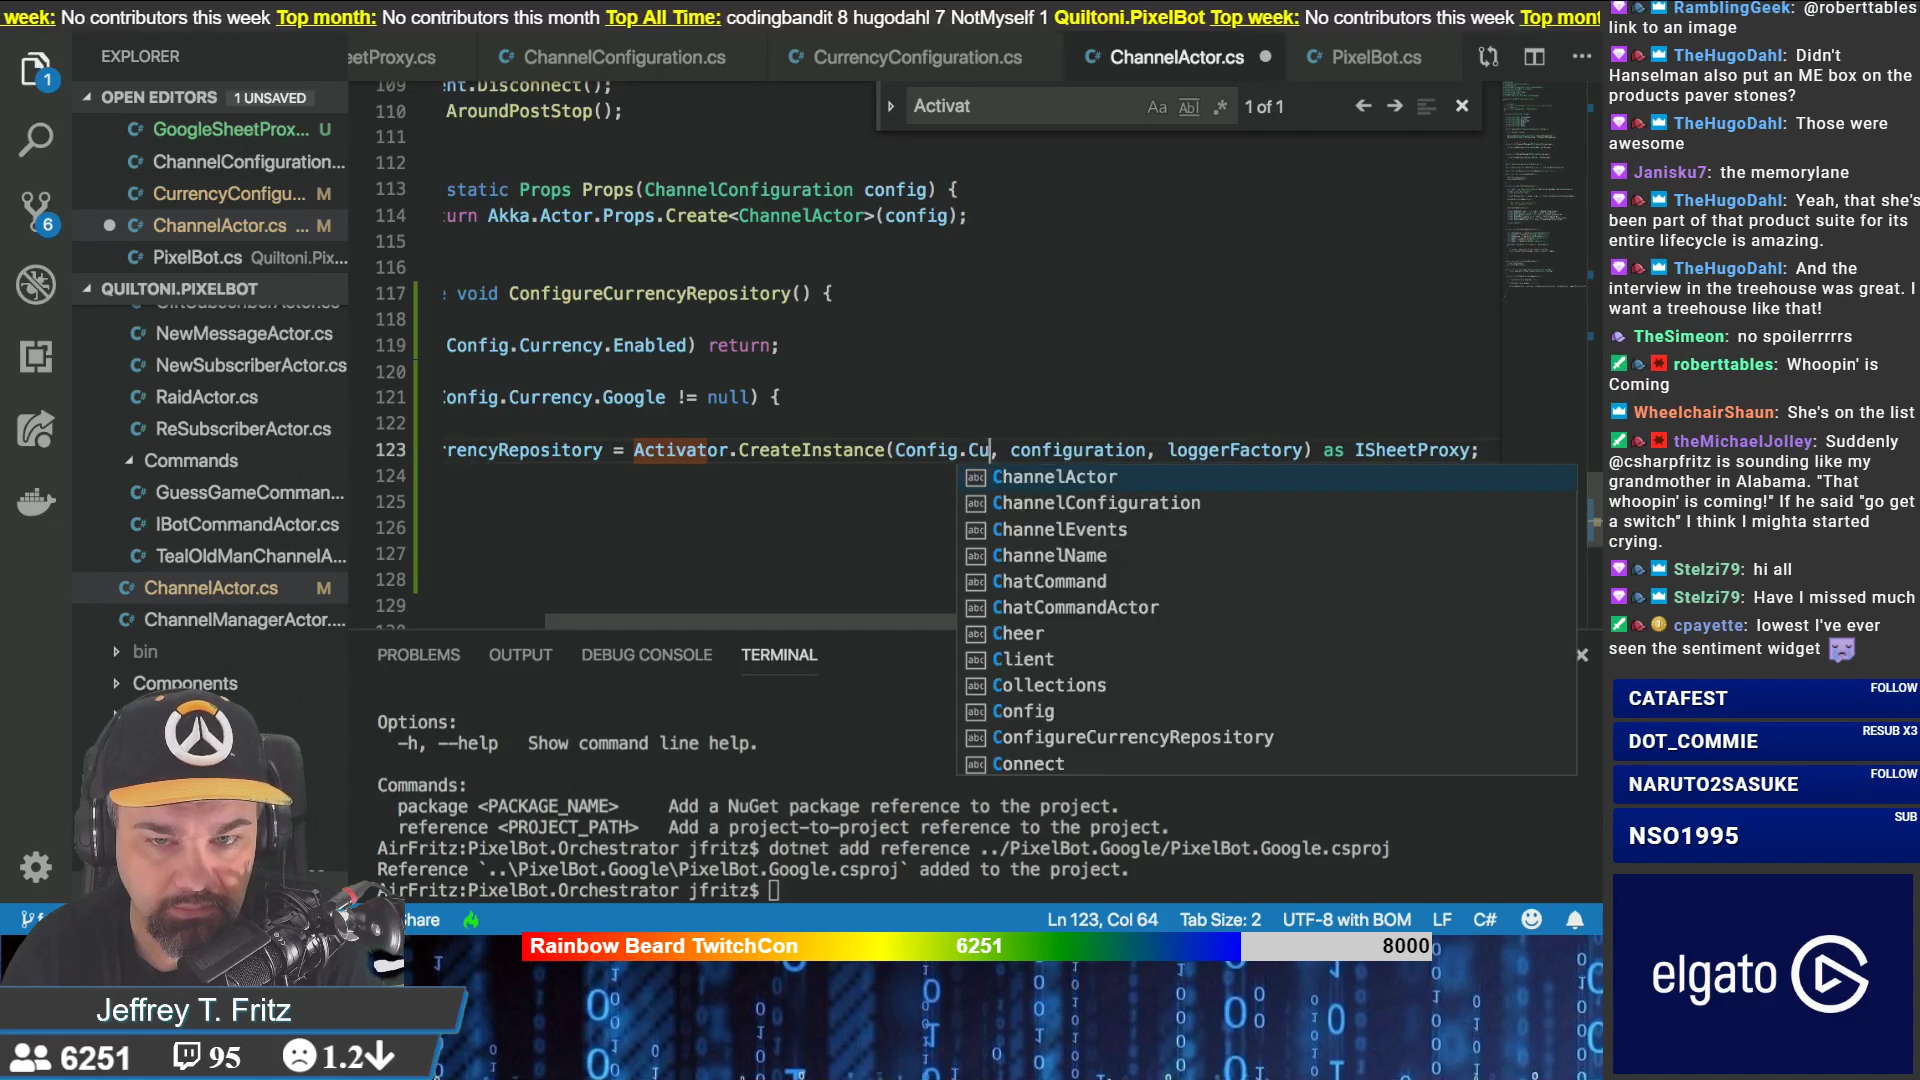 week: No contributors this week Top month: No contributors this month Top All Time: codingbandit 8 hugodahl 7 NotMyself 1 Quiltoni.PixelBot Top week: No contributors this week Top mont
EXPLORER
OPEN EDITORS 1 UNSAVED
GoogleSheetProx... U
ChannelConfiguration...
CurrencyConfigu... M
ChannelActor.cs ... M
PixelBot.cs Quiltoni.Pix...
QUILTONI.PIXELBOT
NewMessageActor.cs
NewSubscriberActor.cs
RaidActor.cs
ReSubscriberActor.cs
Commands
GuessGameComman...
IBotCommandActor.cs
TealOldManChannelA...
ChannelActor.cs M
ChannelManagerActor...
bin
Components
1
6
eetProxy.cs ChannelConfiguration.cs CurrencyConfiguration.cs ChannelActor.cs PixelBot.cs
Activat Aa Abl .* 1 of 1
109 nt.Disconnect();
110 AroundPostStop();
111
112
113 static Props Props(ChannelConfiguration config) {
114 urn Akka.Actor.Props.Create<ChannelActor>(config);
115
116
117 void ConfigureCurrencyRepository() {
118
119 Config.Currency.Enabled) return;
120
121 Config.Currency.Google != null) {
122
123 rrencyRepository = Activator.CreateInstance(Config.Cu, configuration, loggerFactory) as ISheetProxy;
124
125
126
127
128
129
ChannelActor
ChannelConfiguration
ChannelEvents
ChannelName
ChatCommand
ChatCommandActor
Cheer
Client
Collections
Config
ConfigureCurrencyRepository
Connect
PROBLEMS OUTPUT DEBUG CONSOLE TERMINAL
Options:
-h, --help Show command line help.
Commands:
package <PACKAGE_NAME> Add a NuGet package reference to the project.
reference <PROJECT_PATH> Add a project-to-project reference to the project.
AirFritz:PixelBot.Orchestrator jfritz$ dotnet add reference ../PixelBot.Google/PixelBot.Google.csproj
Reference `..\PixelBot.Google\PixelBot.Google.csproj` added to the project.
AirFritz:PixelBot.Orchestrator jfritz$
Share Ln 123, Col 64 Tab Size: 2 UTF-8 with BOM LF C#
Rainbow Beard TwitchCon 6251 8000
Jeffrey T. Fritz
6251 95 1.2
RamblingGeek: @roberttables
link to an image
TheHugoDahl: Didn't
Hanselman also put an ME box on the
products paver stones?
TheHugoDahl: Those were
awesome
Janisku7: the memorylane
TheHugoDahl: Yeah, that she's
been part of that product suite for its
entire lifecycle is amazing.
TheHugoDahl: And the
interview in the treehouse was great. I
want a treehouse like that!
TheSimeon: no spoilerrrrrs
roberttables: Whoopin' is
Coming
WheelchairShaun: She's on the list
theMichaelJolley: Suddenly
@csharpfritz is sounding like my
grandmother in Alabama. "That
whoopin' is coming!" If he said "go get
a switch" I think I mighta started
crying.
Stelzi79: hi all
Stelzi79: Have I missed much
cpayette: lowest I've ever
seen the sentiment widget
CATAFEST FOLLOW
DOT_COMMIE RESUB X3
NARUTO2SASUKE FOLLOW
NSO1995 SUB
elgato